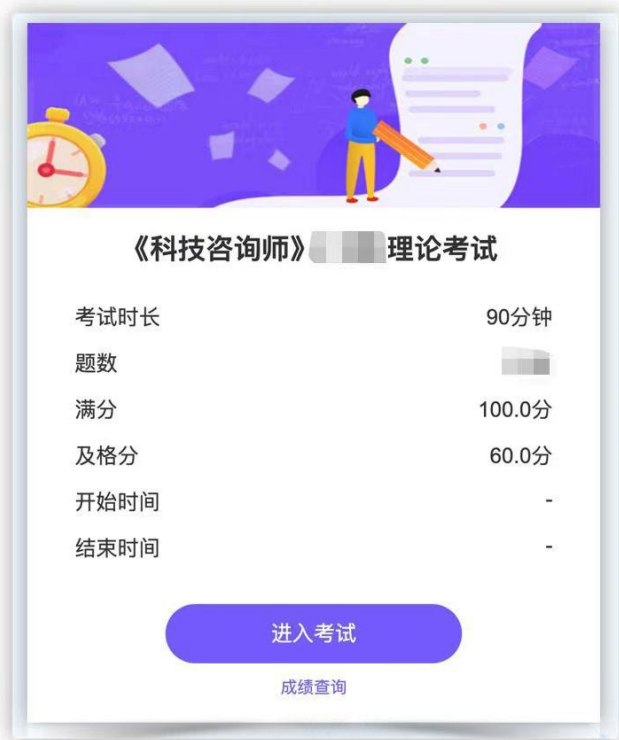 《科技咨询师》 理论考试
考试时长 90分钟
题数
满分 100.0分
及格分 60.0分
开始时间 -
结束时间 -
进入考试
成绩查询